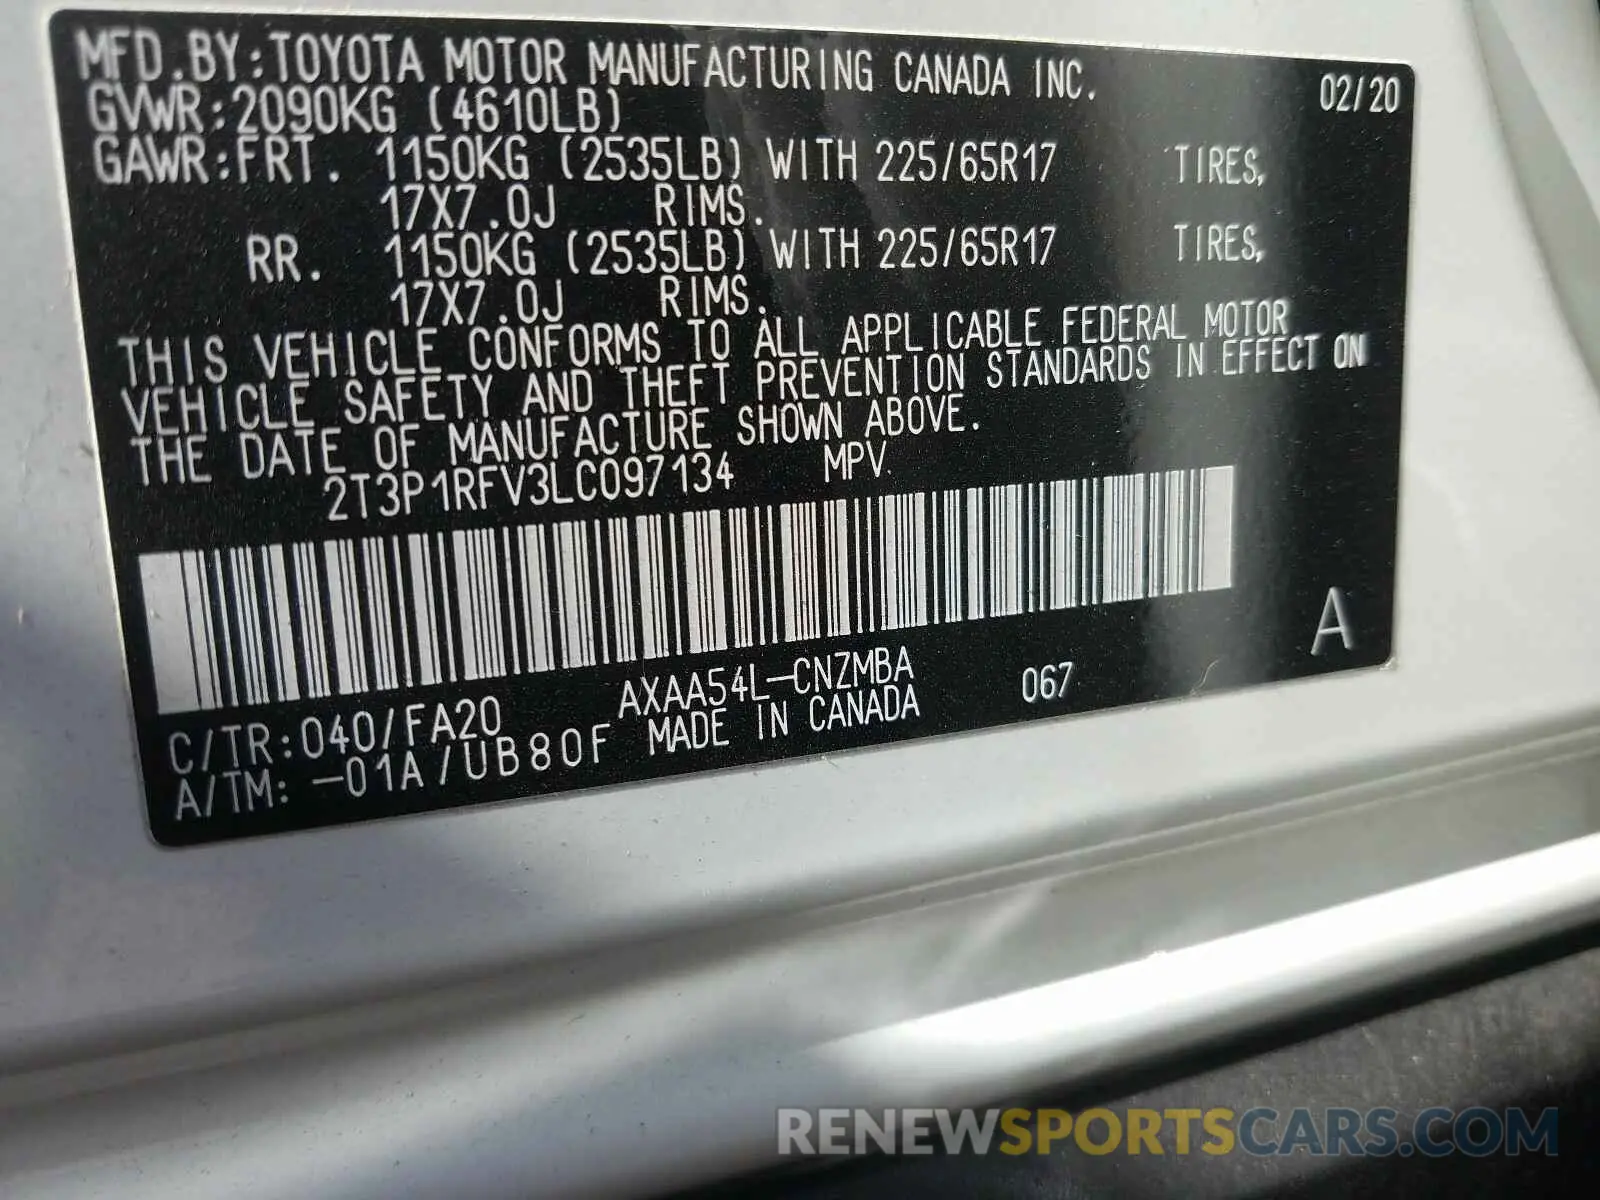 MFD.BY:TOYOTA MOTOR MANUFACTURING CANADA INC. 02/20
GVWR:2090KG (4610LB)
GAWR:FRT. 1150KG (2535LB) WITH 225/65R17 TIRES,
17X7.0J RIMS.
RR. 1150KG (2535LB) WITH 225/65R17 TIRES,
17X7.0J RIMS.
THIS VEHICLE CONFORMS TO ALL APPLICABLE FEDERAL MOTOR
VEHICLE SAFETY AND THEFT PREVENTION STANDARDS IN EFFECT ON
THE DATE OF MANUFACTURE SHOWN ABOVE.
2T3P1RFV3LC097134 MPV
A
C/TR:040/FA20 AXAA54L-CNZMBA 067
A/TM: -01A/UB80F MADE IN CANADA
RENEWSPORTSCARS.COM